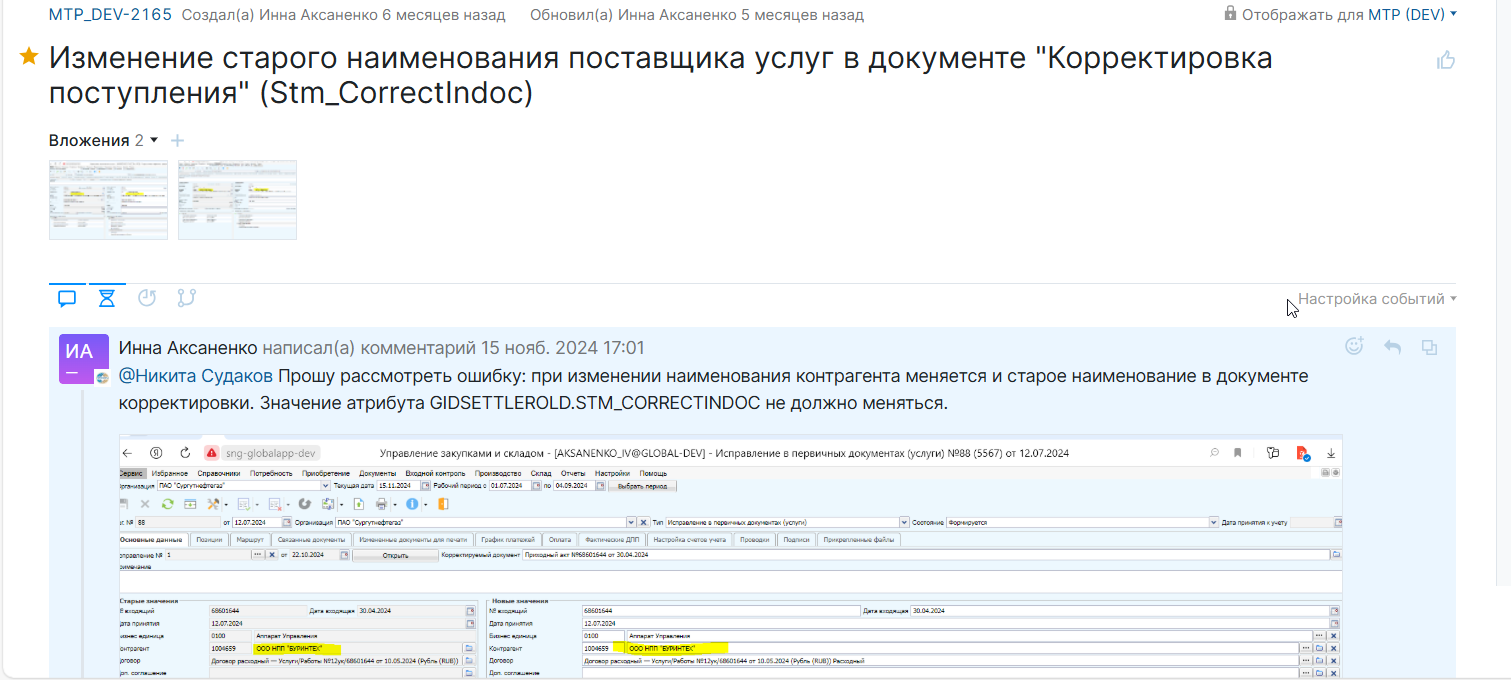 MTP_DEV-2165 Создал(а) Инна Аксаненко 6 месяцев назад Обновил(а) Инна Аксаненко 5 месяцев назад Отображать для MTP (DEV)
Изменение старого наименования поставщика услуг в документе "Корректировка
поступления" (Stm_CorrectIndoc)
Вложения 2
Настройка событий
ИА
Инна Аксаненко написал(а) комментарий 15 нояб. 2024 17:01
@Никита Судаков Прошу рассмотреть ошибку: при изменении наименования контрагента меняется и старое наименование в документе
корректировки. Значение атрибута GIDSETTLEROLD.STM_CORRECTINDOC не должно меняться.
sng-globalapp-dev Управление закупками и складом - [AKSANENKO_IV@GLOBAL-DEV] - Исправление в первичных документах (услуги) №88 (5567) от 12.07.2024
Сервис Избранное Справочники Потребность Приобретение Документы Входной контроль Производство Склад Отчеты Настройки Помощь
рганизация ПАО "Сургутнефтегаз" Текущая дата 15.11.2024 Рабочий период с 01.07.2024 по 04.09.2024 Выбрать период
№ 88 от 12.07.2024 Организация ПАО "Сургутнефтегаз" Тип Исправление в первичных документах (услуги) Состояние Формируется Дата принятия к учету
Основные данные Позиции Маршрут Связанные документы Измененные документы для печати График платежей Оплата Фактические ДПП Настройка счетов учета Проводки Подписи Прикрепленные файлы
справление № 1 от 22.10.2024 Открыть Корректируемый документ Приходный акт №68601644 от 30.04.2024
римечание
Старые значения Новые значения
№ входящий 68601644 Дата входящая 30.04.2024 № входящий 68601644 Дата входящая 30.04.2024
ата принятия 12.07.2024 Дата принятия 12.07.2024
изнес единица 0100 Аппарат Управления Бизнес единица 0100 Аппарат Управления
онтрагент 1004659 ООО НПП "БУРИНТЕХ" Контрагент 1004659 ООО НПП "БУРИНТЕХ"
оговор Договор расходный — Услуги/Работы №12ук/68601644 от 10.05.2024 (Рубль (RUB)) Договор Договор расходный — Услуги/Работы №12ук/68601644 от 10.05.2024 (Рубль (RUB)) Расходный
оп. соглашение Доп. соглашение